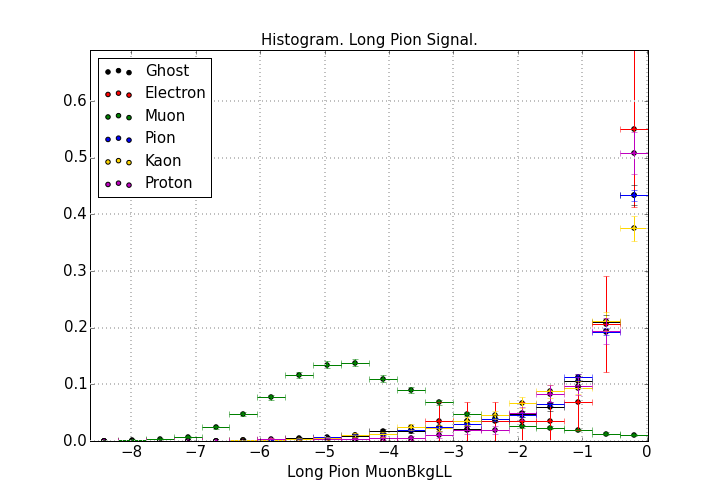 Histogram. Long Pion Signal.
Ghost
Electron
Muon
Pion
Kaon
Proton
0.6
0.5
0.4
0.3
0.2
0.1
0.0
−8 −7 −6 −5 −4 −3 −2 −1 0
Long Pion MuonBkgLL